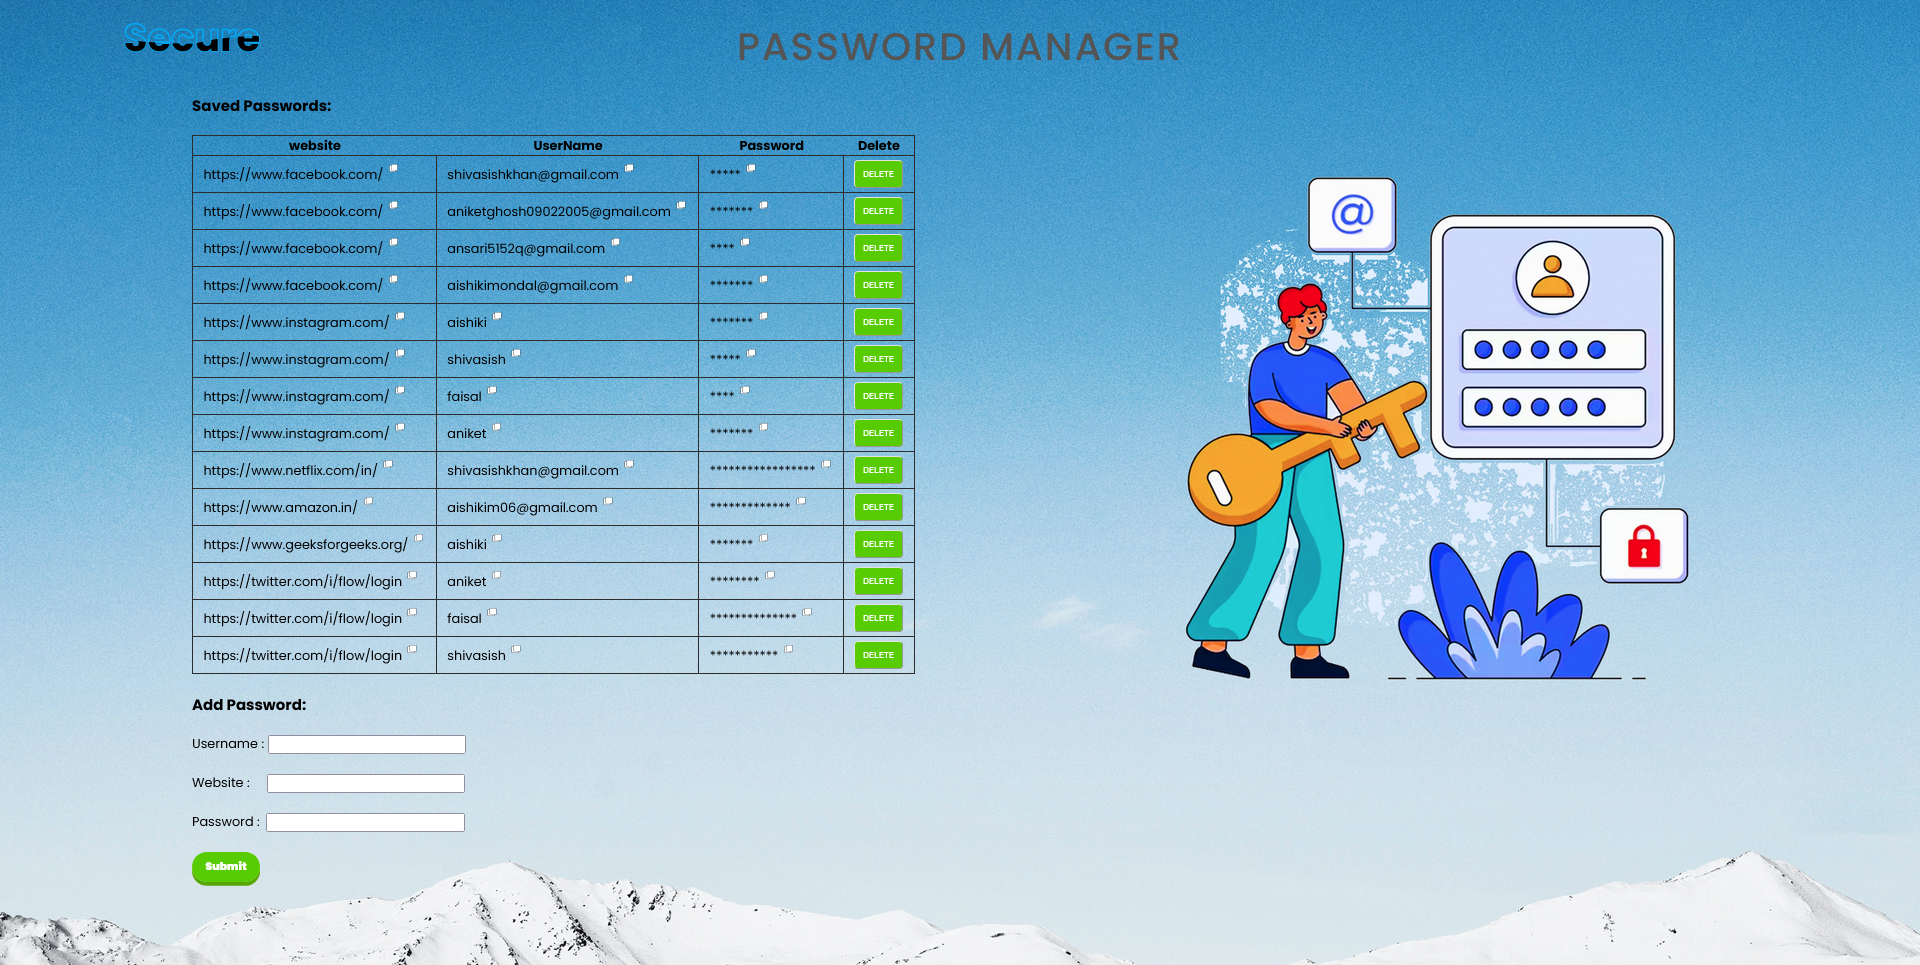 Secure
PASSWORD MANAGER
Saved Passwords:
website UserName Password Delete
https://www.facebook.com/ shivasishkhan@gmail.com ***** DELETE
https://www.facebook.com/ aniketghosh09022005@gmail.com ******* DELETE
https://www.facebook.com/ ansari5152q@gmail.com **** DELETE
https://www.facebook.com/ aishikimondal@gmail.com ******* DELETE
https://www.instagram.com/ aishiki ******* DELETE
https://www.instagram.com/ shivasish ***** DELETE
https://www.instagram.com/ faisal **** DELETE
https://www.instagram.com/ aniket ******* DELETE
https://www.netflix.com/in/ shivasishkhan@gmail.com ***************** DELETE
https://www.amazon.in/ aishikim06@gmail.com ************* DELETE
https://www.geeksforgeeks.org/ aishiki ******* DELETE
https://twitter.com/i/flow/login aniket ******** DELETE
https://twitter.com/i/flow/login faisal ************** DELETE
https://twitter.com/i/flow/login shivasish *********** DELETE
@
Add Password:
Username :
Website :
Password :
Submit